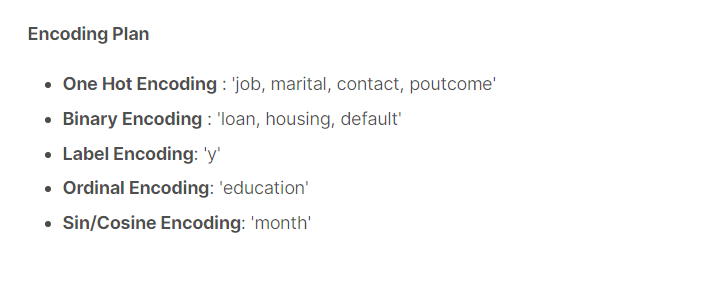 Encoding Plan
• One Hot Encoding : 'job, marital, contact, poutcome'
• Binary Encoding : 'loan, housing, default'
• Label Encoding: 'y'
• Ordinal Encoding: 'education'
• Sin/Cosine Encoding: 'month'